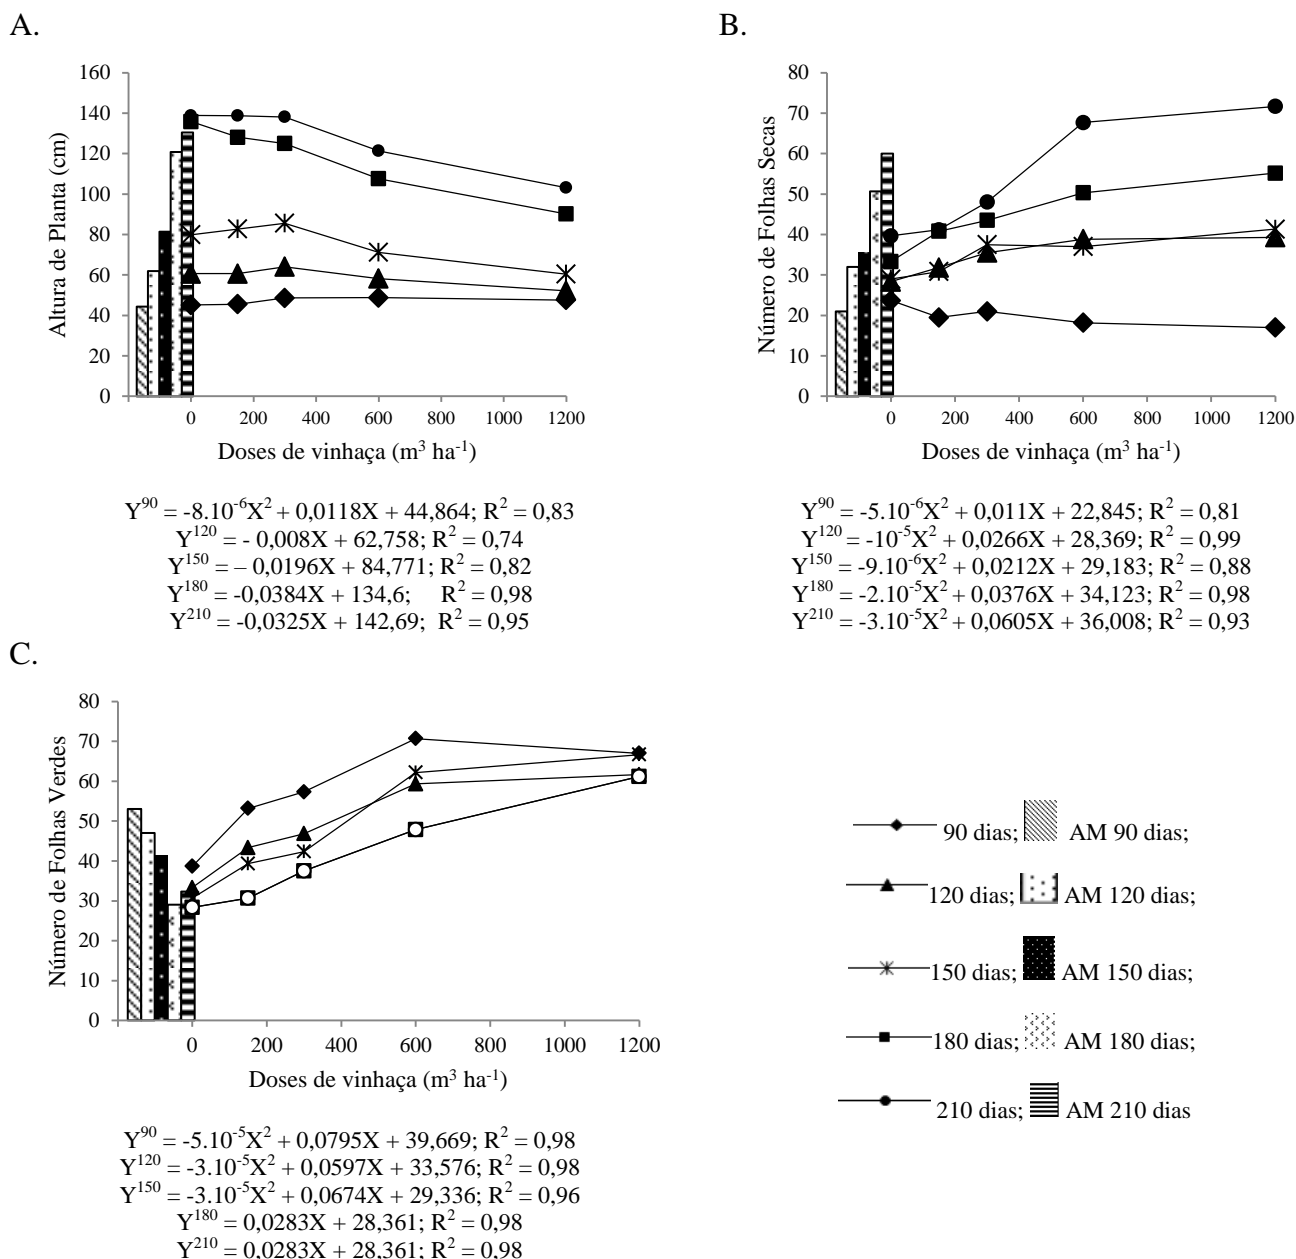 A.
Altura de Planta (cm)
160
140
120
100
80
60
40
20
0
0 200 400 600 800 1000 1200
Doses de vinhaça (m³ ha⁻¹)
Y⁹⁰ = -8.10⁻⁶X² + 0,0118X + 44,864; R² = 0,83
Y¹²⁰ = - 0,008X + 62,758; R² = 0,74
Y¹⁵⁰ = – 0,0196X + 84,771; R² = 0,82
Y¹⁸⁰ = -0,0384X + 134,6; R² = 0,98
Y²¹⁰ = -0,0325X + 142,69; R² = 0,95
B.
Número de Folhas Secas
80
70
60
50
40
30
20
10
0
0 200 400 600 800 1000 1200
Doses de vinhaça (m³ ha⁻¹)
Y⁹⁰ = -5.10⁻⁶X² + 0,011X + 22,845; R² = 0,81
Y¹²⁰ = -10⁻⁵X² + 0,0266X + 28,369; R² = 0,99
Y¹⁵⁰ = -9.10⁻⁶X² + 0,0212X + 29,183; R² = 0,88
Y¹⁸⁰ = -2.10⁻⁵X² + 0,0376X + 34,123; R² = 0,98
Y²¹⁰ = -3.10⁻⁵X² + 0,0605X + 36,008; R² = 0,93
C.
Número de Folhas Verdes
80
70
60
50
40
30
20
10
0
0 200 400 600 800 1000 1200
Doses de vinhaça (m³ ha⁻¹)
Y⁹⁰ = -5.10⁻⁵X² + 0,0795X + 39,669; R² = 0,98
Y¹²⁰ = -3.10⁻⁵X² + 0,0597X + 33,576; R² = 0,98
Y¹⁵⁰ = -3.10⁻⁵X² + 0,0674X + 29,336; R² = 0,96
Y¹⁸⁰ = 0,0283X + 28,361; R² = 0,98
Y²¹⁰ = 0,0283X + 28,361; R² = 0,98
90 dias; AM 90 dias;
120 dias; AM 120 dias;
150 dias; AM 150 dias;
180 dias; AM 180 dias;
210 dias; AM 210 dias